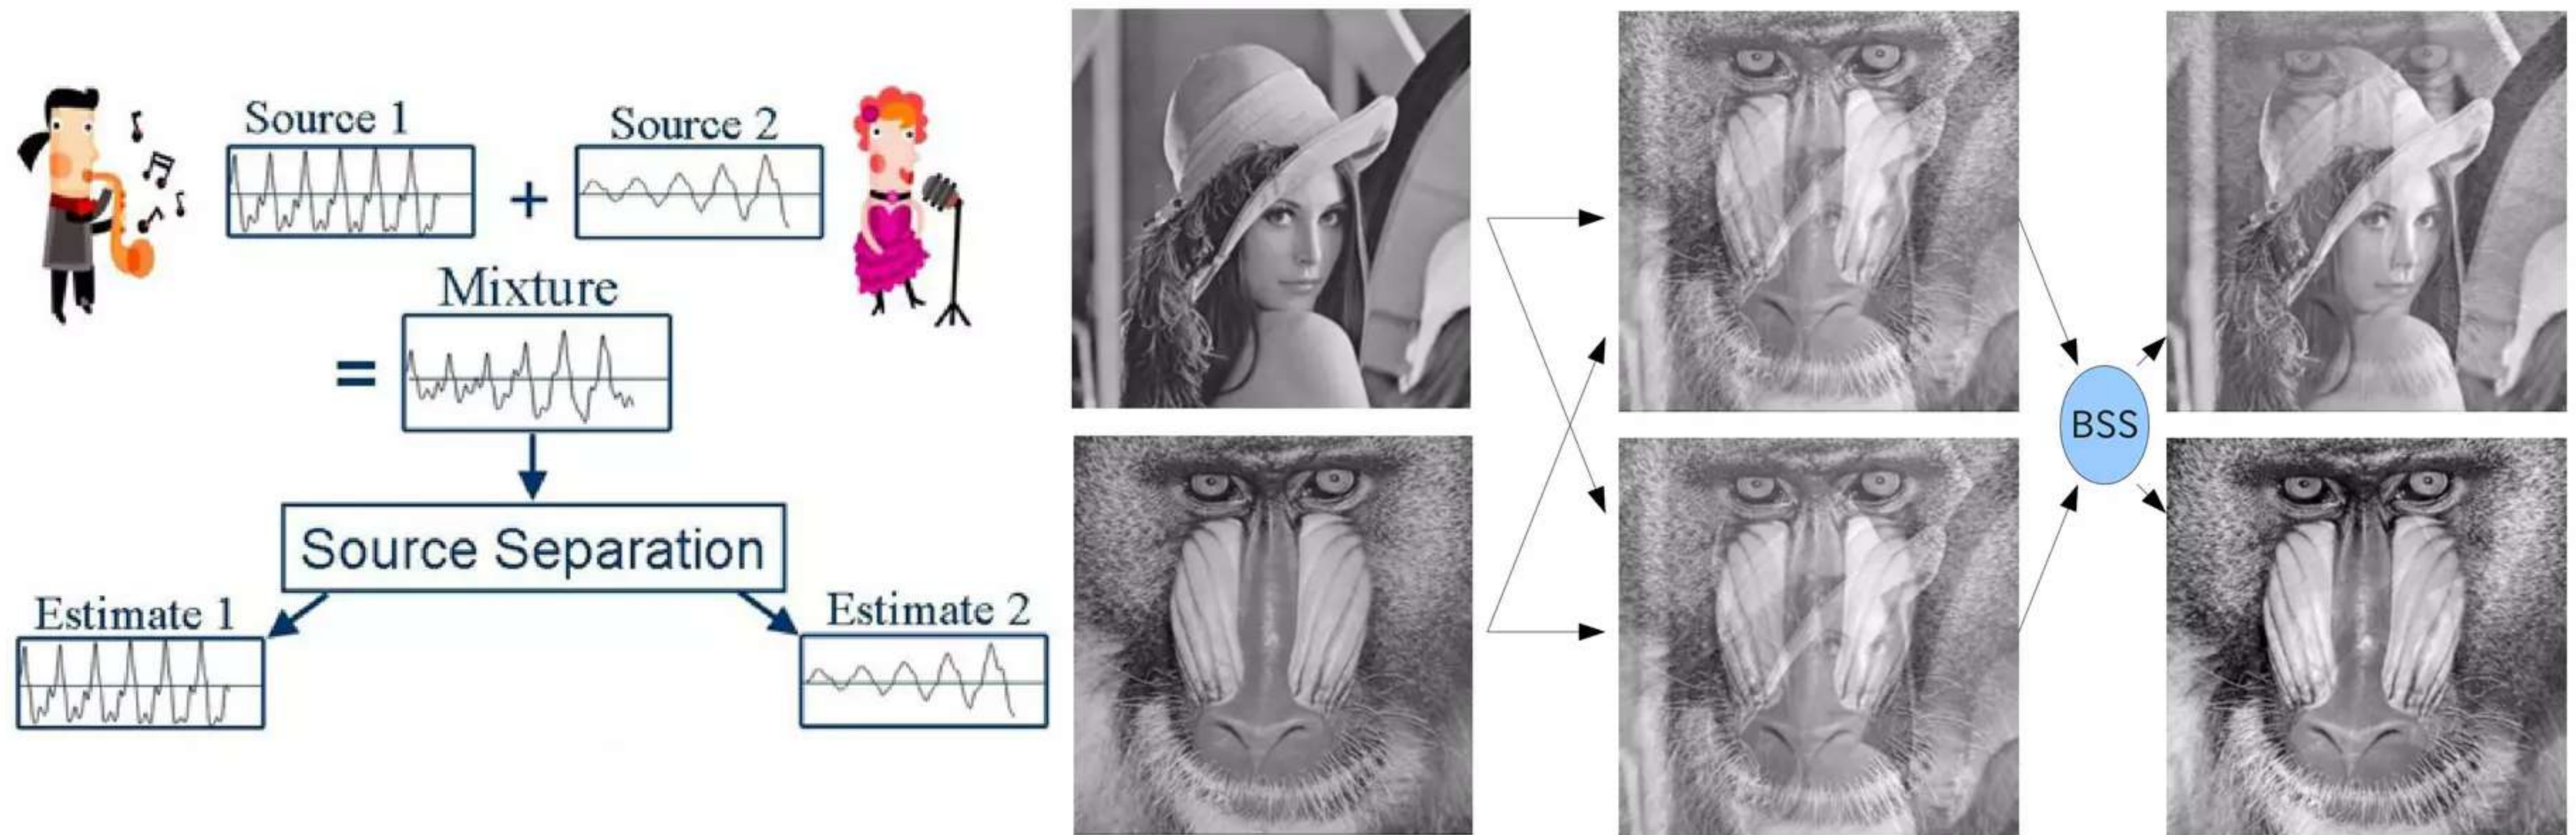 Source 1
Source 2
+
Mixture
=
Source Separation
Estimate 1
Estimate 2
BSS